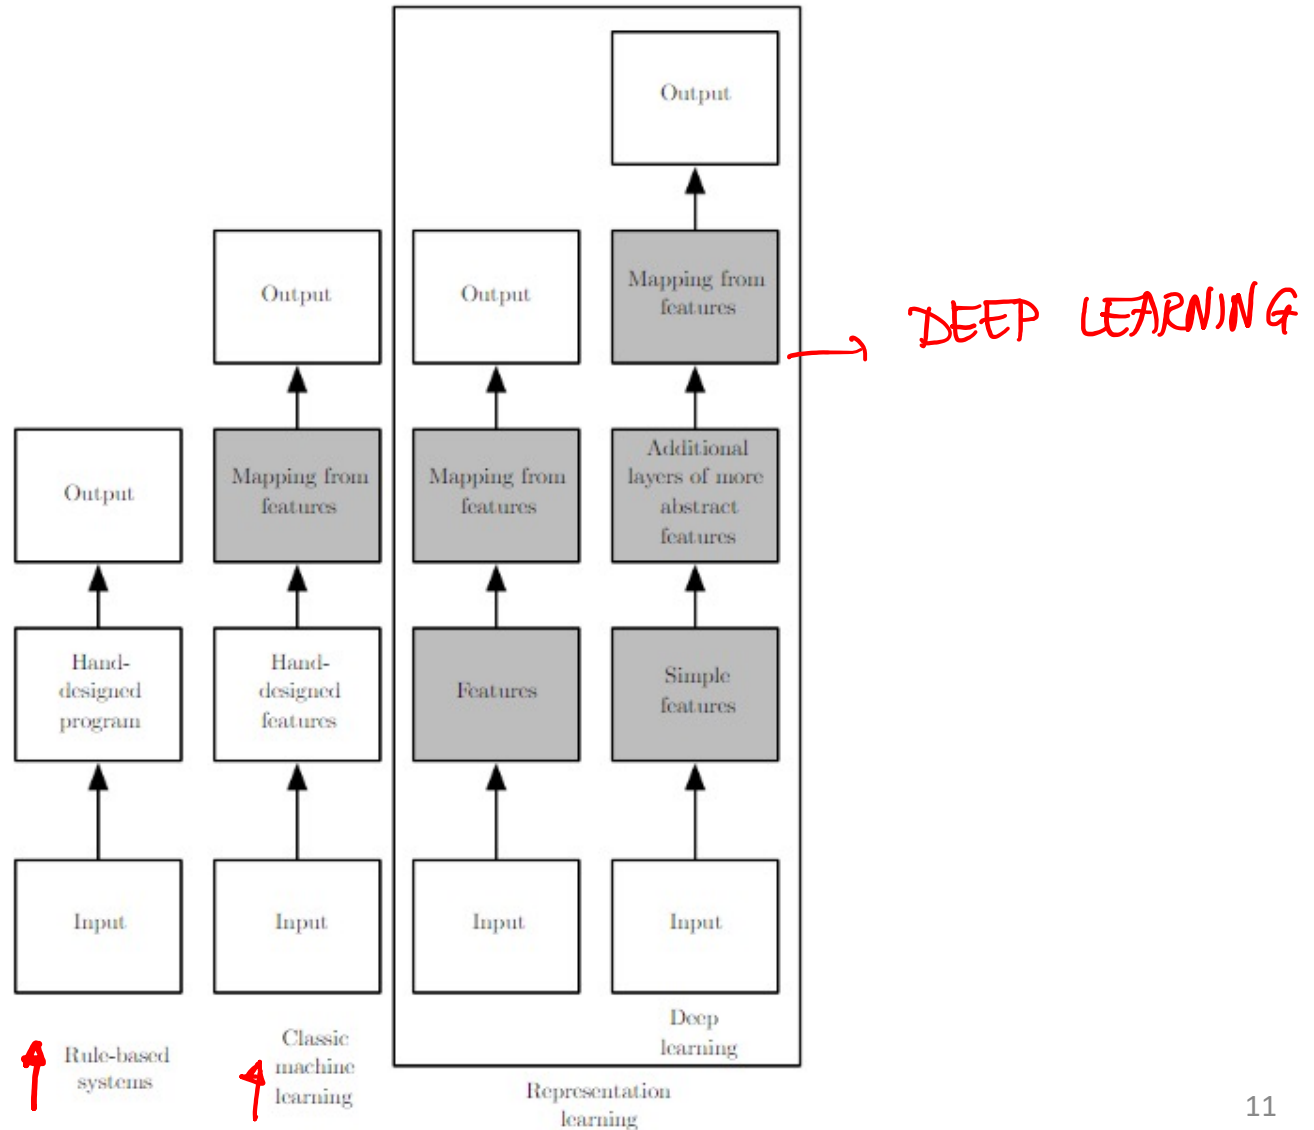 Output
Output
Output
Mapping from
features
DEEP LEARNING
Output
Mapping from
features
Mapping from
features
Additional
layers of more
abstract
features
Hand-
designed
program
Hand-
designed
features
Features
Simple
features
Input
Input
Input
Input
Rule-based
systems
Classic
machine
learning
Deep
learning
Representation
learning
11